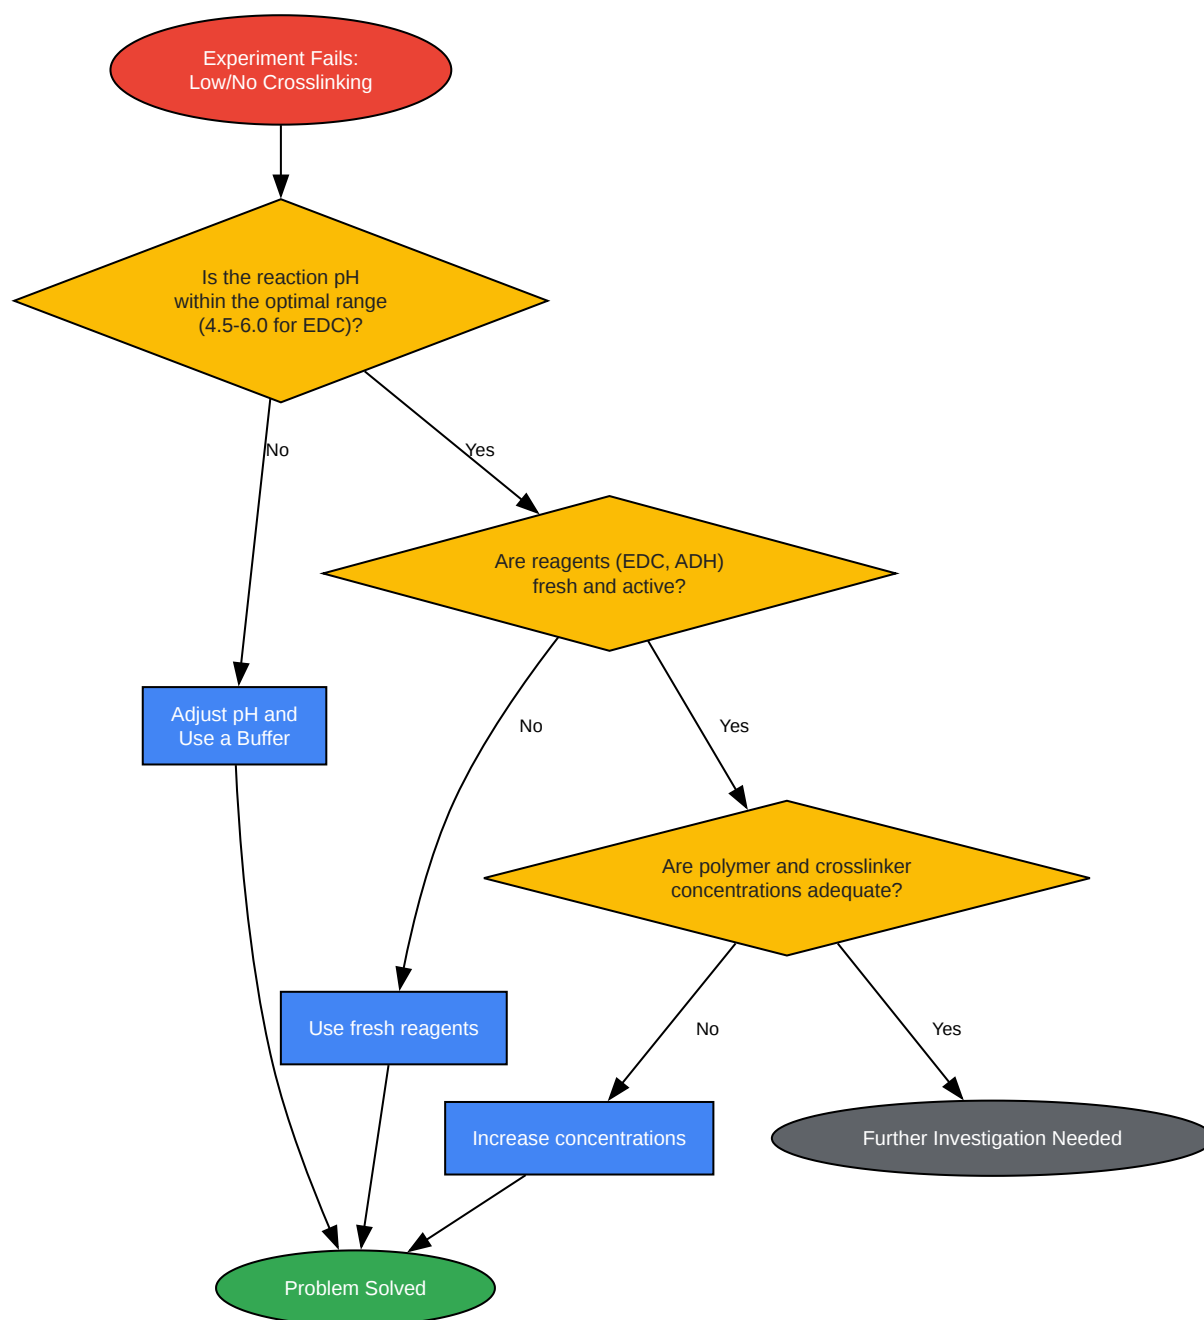 Experiment Fails:
Low/No Crosslinking
Is the reaction pH
within the optimal range
(4.5-6.0 for EDC)?
No
Yes
Are reagents (EDC, ADH)
fresh and active?
Adjust pH and
Use a Buffer
No
Yes
Are polymer and crosslinker
concentrations adequate?
Use fresh reagents
No
Yes
Increase concentrations
Further Investigation Needed
Problem Solved